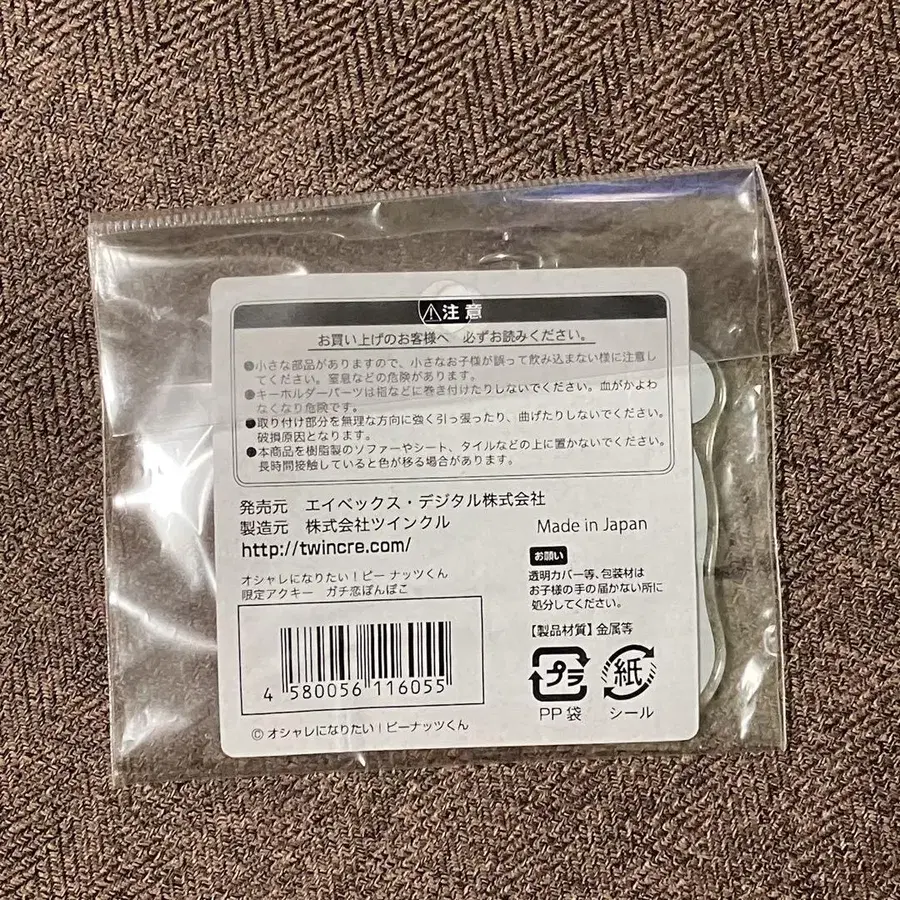 ⚠注意
お買い上げのお客様へ 必ずお読みください。
●小さな部品がありますので、小さなお子様が誤って飲み込まない様に注意し
てください。窒息などの危険があります。
●キーホルダーパーツは指などに巻き付けたりしないでください。血がかよわ
なくなり危険です。
●取り付け部分を無理な方向に強く引っ張ったり、曲げたりしないでください。
破損原因となります。
●本商品を樹脂製のソファーやシート、タイルなどの上に置かないでください。
長時間接触していると色が移る場合があります。
発売元 エイベックス・デジタル株式会社
製造元 株式会社ツインクル
http://twincre.com/
Made in Japan
お願い
透明カバー等、包装材は
お子様の手の届かない所に
処分してください。
【製品材質】金属等
オシャレになりたい!ピーナッツくん
限定アクキー ガチ恋ぽんぽこ
4 580056 116055
プラ
PP袋
紙
シール
© オシャレになりたい!ピーナッツくん